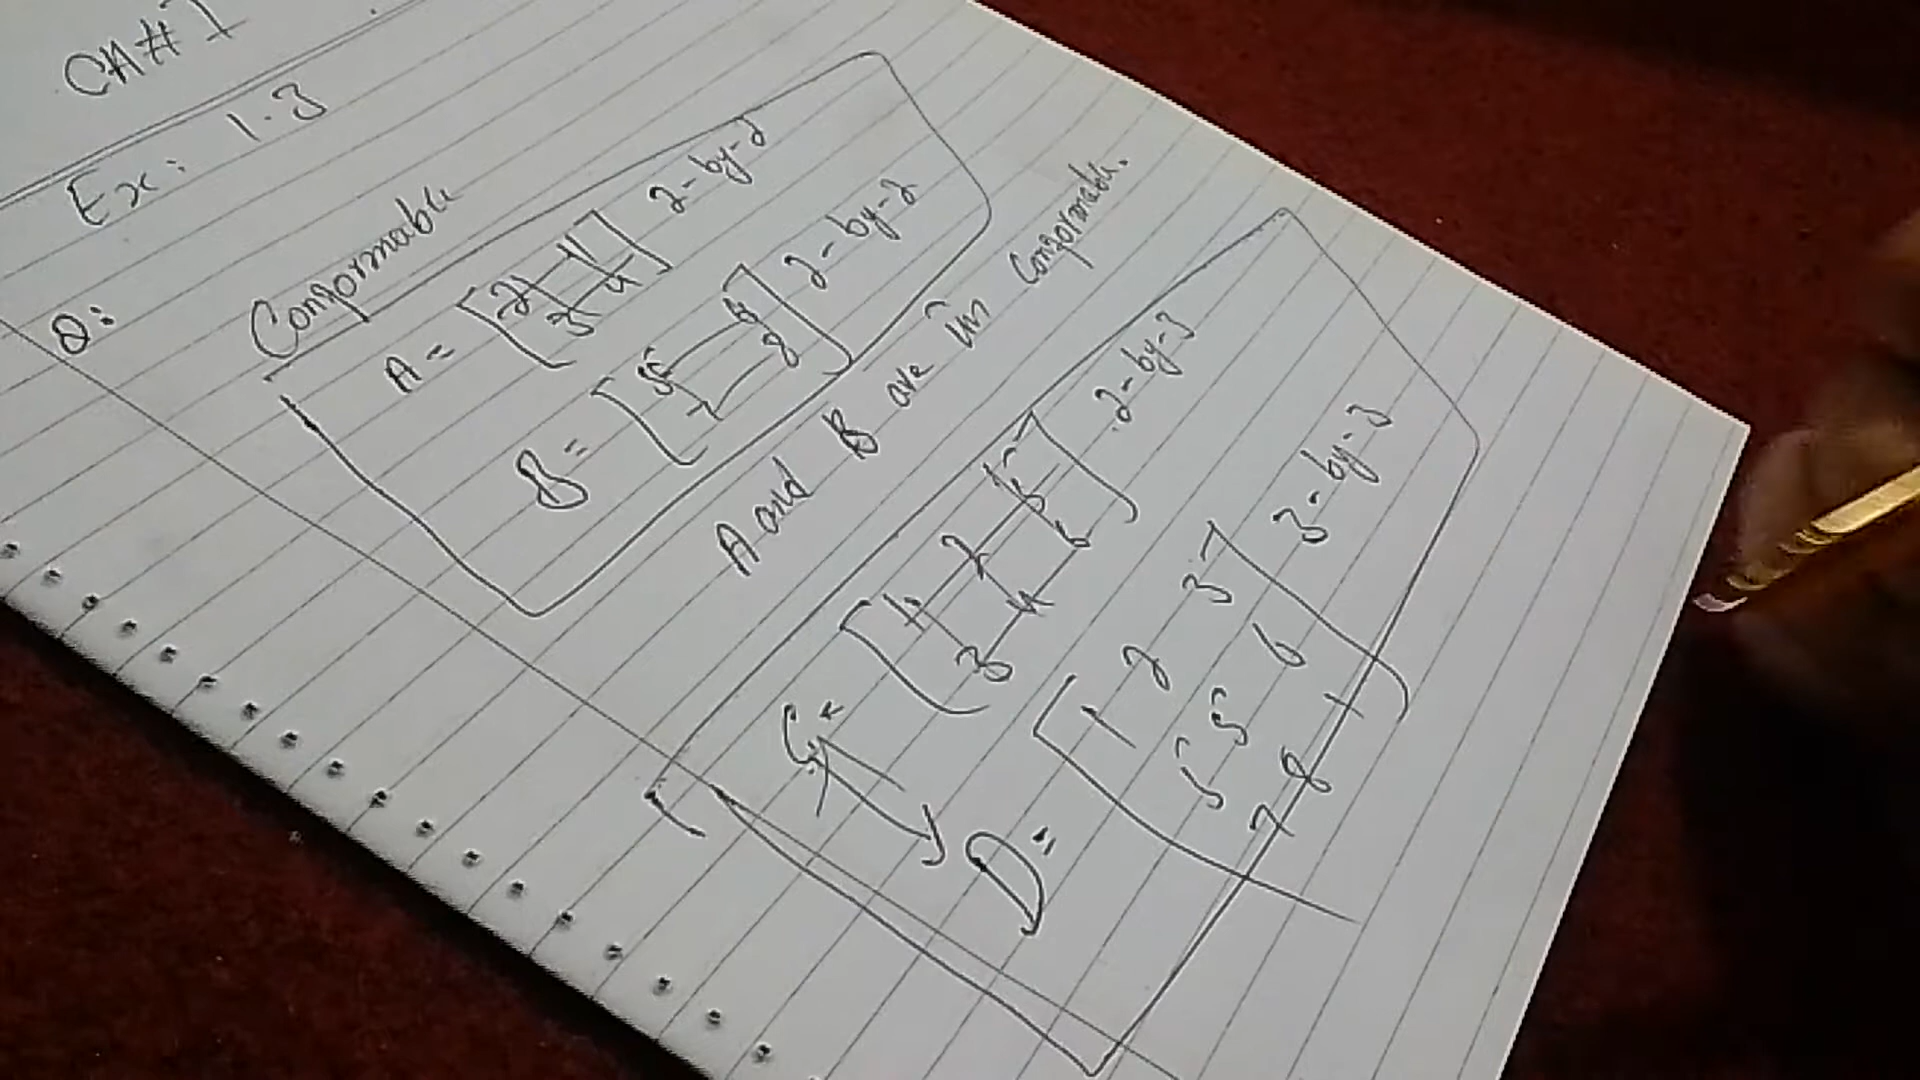 CH# 1
Ex: 1.3
Q:
Conformable
A = [2 1
3 4] 2-by-2
B = [5 6
7 8] 2-by-2
A and B are in Conformable.
C = [1 2 5
3 4 6] 2-by-3
D = [1 2 3
5 5 6
7 8 1] 3-by-3